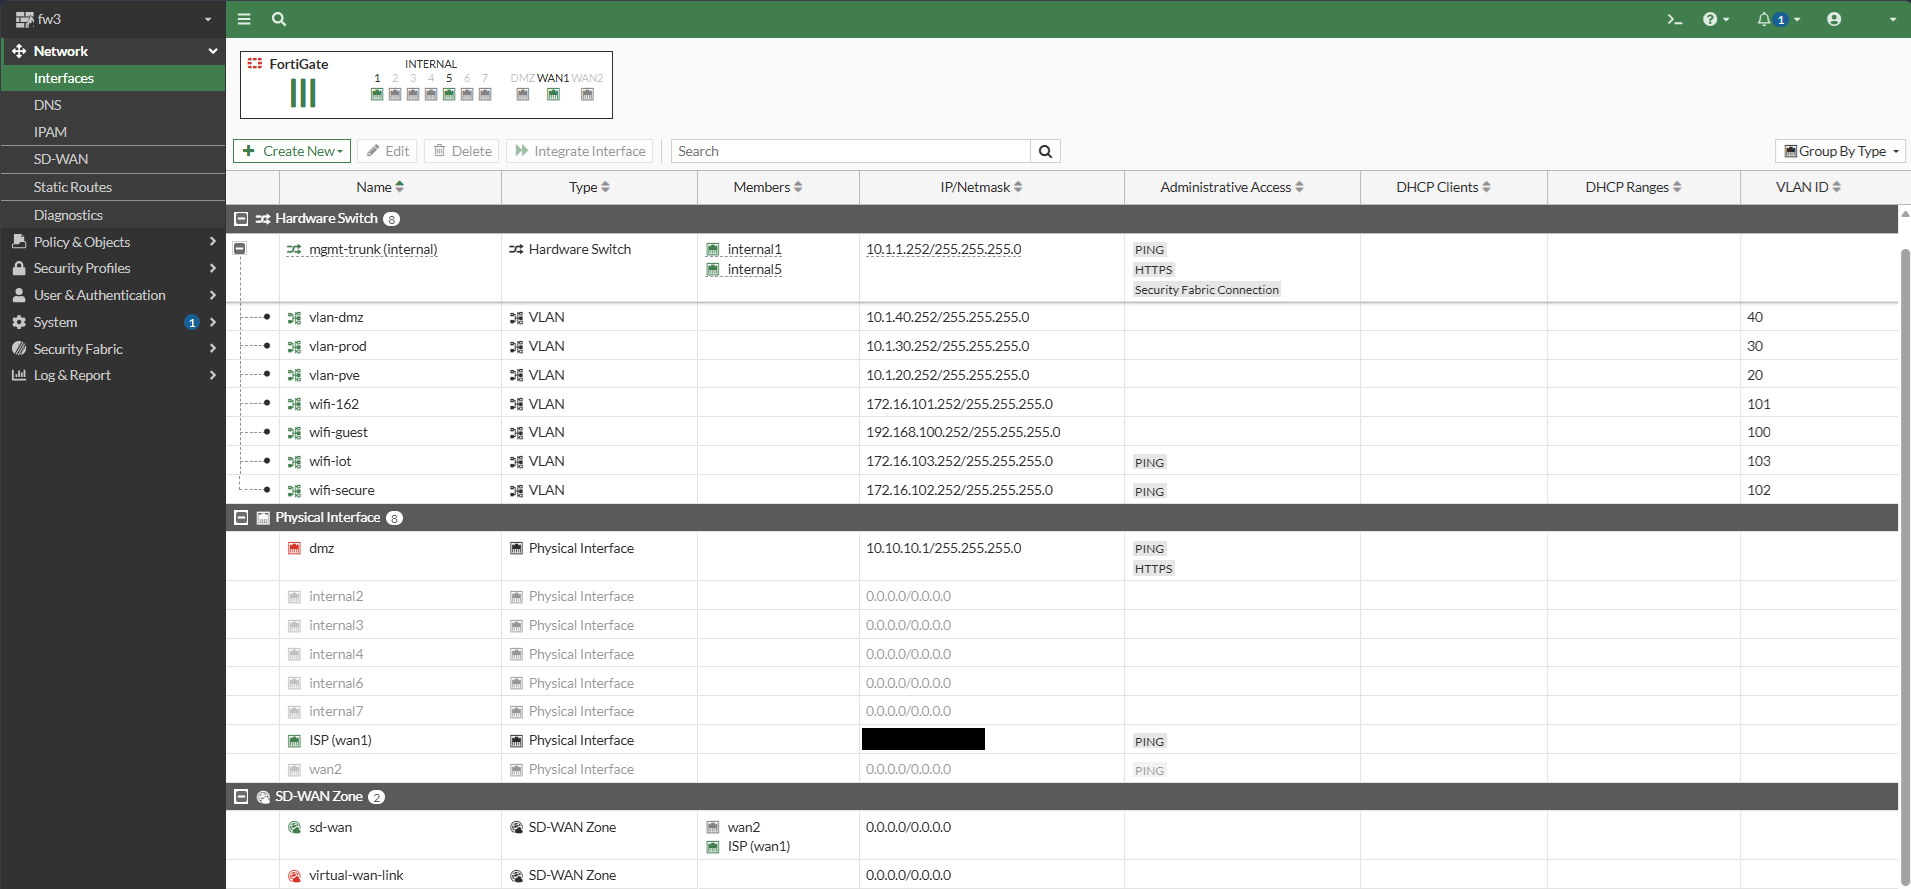 fw3
1
Network
Interfaces
DNS
IPAM
SD-WAN
Static Routes
Diagnostics
Policy & Objects
Security Profiles
User & Authentication
System 1
Security Fabric
Log & Report
FortiGate
INTERNAL
1 2 3 4 5 6 7 DMZ WAN1 WAN2
Create New Edit Delete Integrate Interface Search Group By Type
Name Type Members IP/Netmask Administrative Access DHCP Clients DHCP Ranges VLAN ID
Hardware Switch 8
mgmt-trunk (internal) Hardware Switch internal1 10.1.1.252/255.255.255.0 PING
internal5 HTTPS
Security Fabric Connection
vlan-dmz VLAN 10.1.40.252/255.255.255.0 40
vlan-prod VLAN 10.1.30.252/255.255.255.0 30
vlan-pve VLAN 10.1.20.252/255.255.255.0 20
wifi-162 VLAN 172.16.101.252/255.255.255.0 101
wifi-guest VLAN 192.168.100.252/255.255.255.0 100
wifi-iot VLAN 172.16.103.252/255.255.255.0 PING 103
wifi-secure VLAN 172.16.102.252/255.255.255.0 PING 102
Physical Interface 8
dmz Physical Interface 10.10.10.1/255.255.255.0 PING
HTTPS
internal2 Physical Interface 0.0.0.0/0.0.0.0
internal3 Physical Interface 0.0.0.0/0.0.0.0
internal4 Physical Interface 0.0.0.0/0.0.0.0
internal6 Physical Interface 0.0.0.0/0.0.0.0
internal7 Physical Interface 0.0.0.0/0.0.0.0
ISP (wan1) Physical Interface PING
wan2 Physical Interface 0.0.0.0/0.0.0.0 PING
SD-WAN Zone 2
sd-wan SD-WAN Zone wan2 0.0.0.0/0.0.0.0
ISP (wan1)
virtual-wan-link SD-WAN Zone 0.0.0.0/0.0.0.0